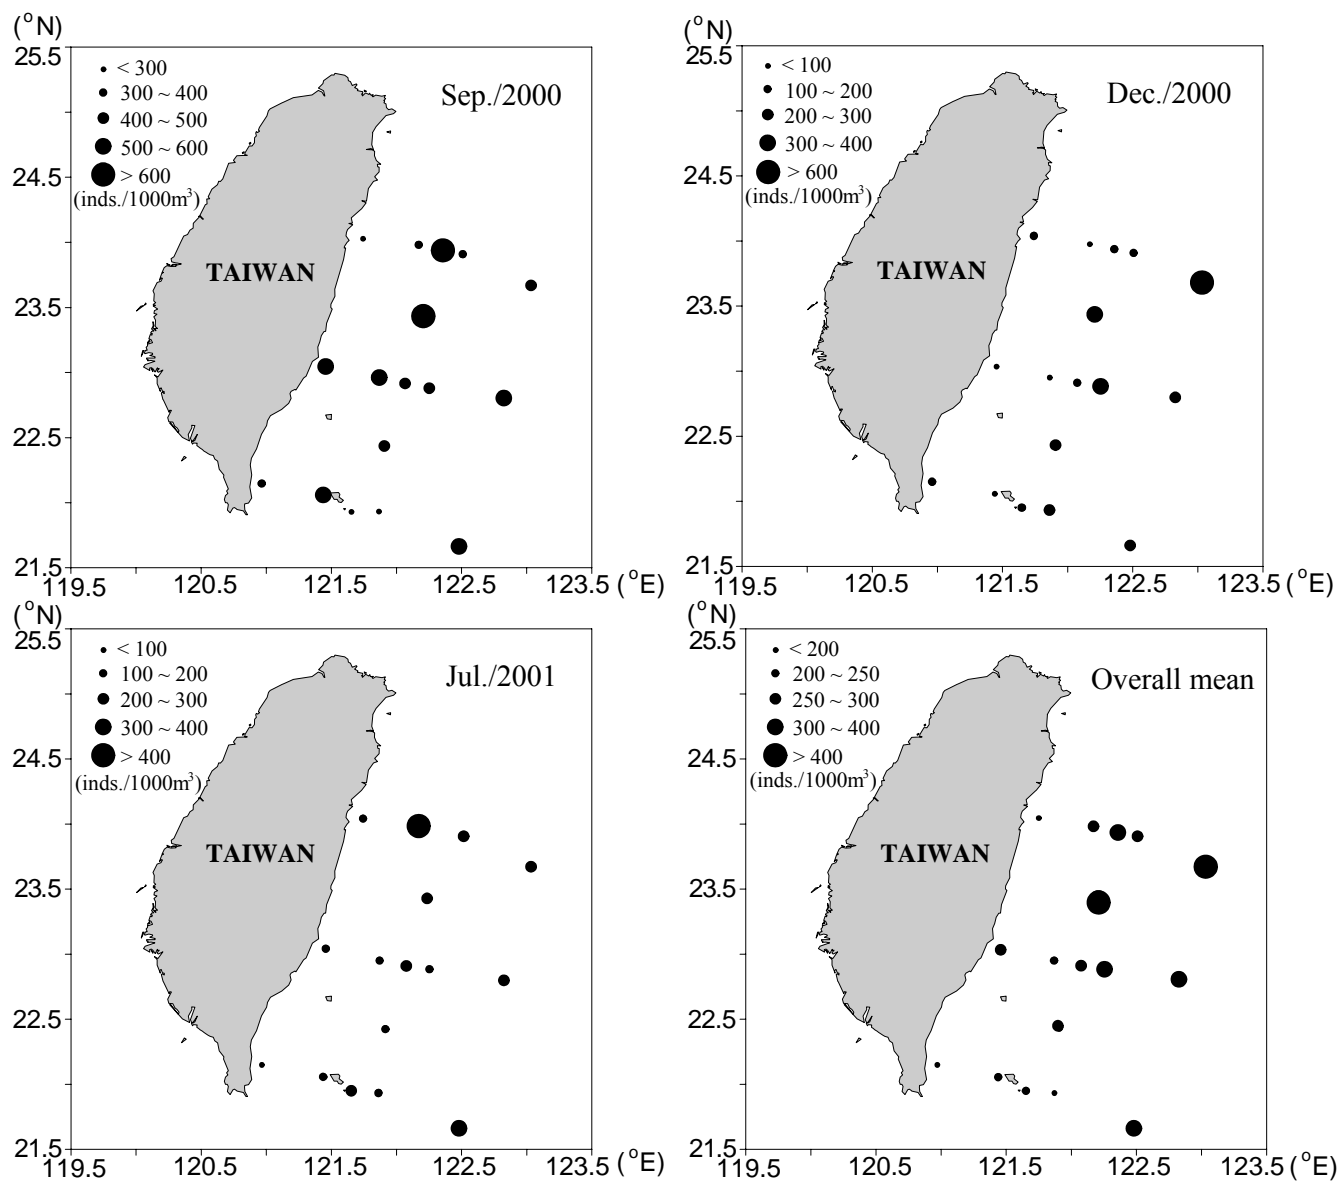 (°N)
25.5
24.5
23.5
22.5
21.5
119.5 120.5 121.5 122.5 123.5 (°E)
< 300
300 ~ 400
400 ~ 500
500 ~ 600
> 600
(inds./1000m³)
Sep./2000
TAIWAN
(°N)
25.5
24.5
23.5
22.5
21.5
119.5 120.5 121.5 122.5 123.5 (°E)
< 100
100 ~ 200
200 ~ 300
300 ~ 400
> 600
(inds./1000m³)
Dec./2000
TAIWAN
(°N)
25.5
24.5
23.5
22.5
21.5
119.5 120.5 121.5 122.5 123.5 (°E)
< 100
100 ~ 200
200 ~ 300
300 ~ 400
> 400
(inds./1000m³)
Jul./2001
TAIWAN
(°N)
25.5
24.5
23.5
22.5
21.5
119.5 120.5 121.5 122.5 123.5 (°E)
< 200
200 ~ 250
250 ~ 300
300 ~ 400
> 400
(inds./1000m³)
Overall mean
TAIWAN